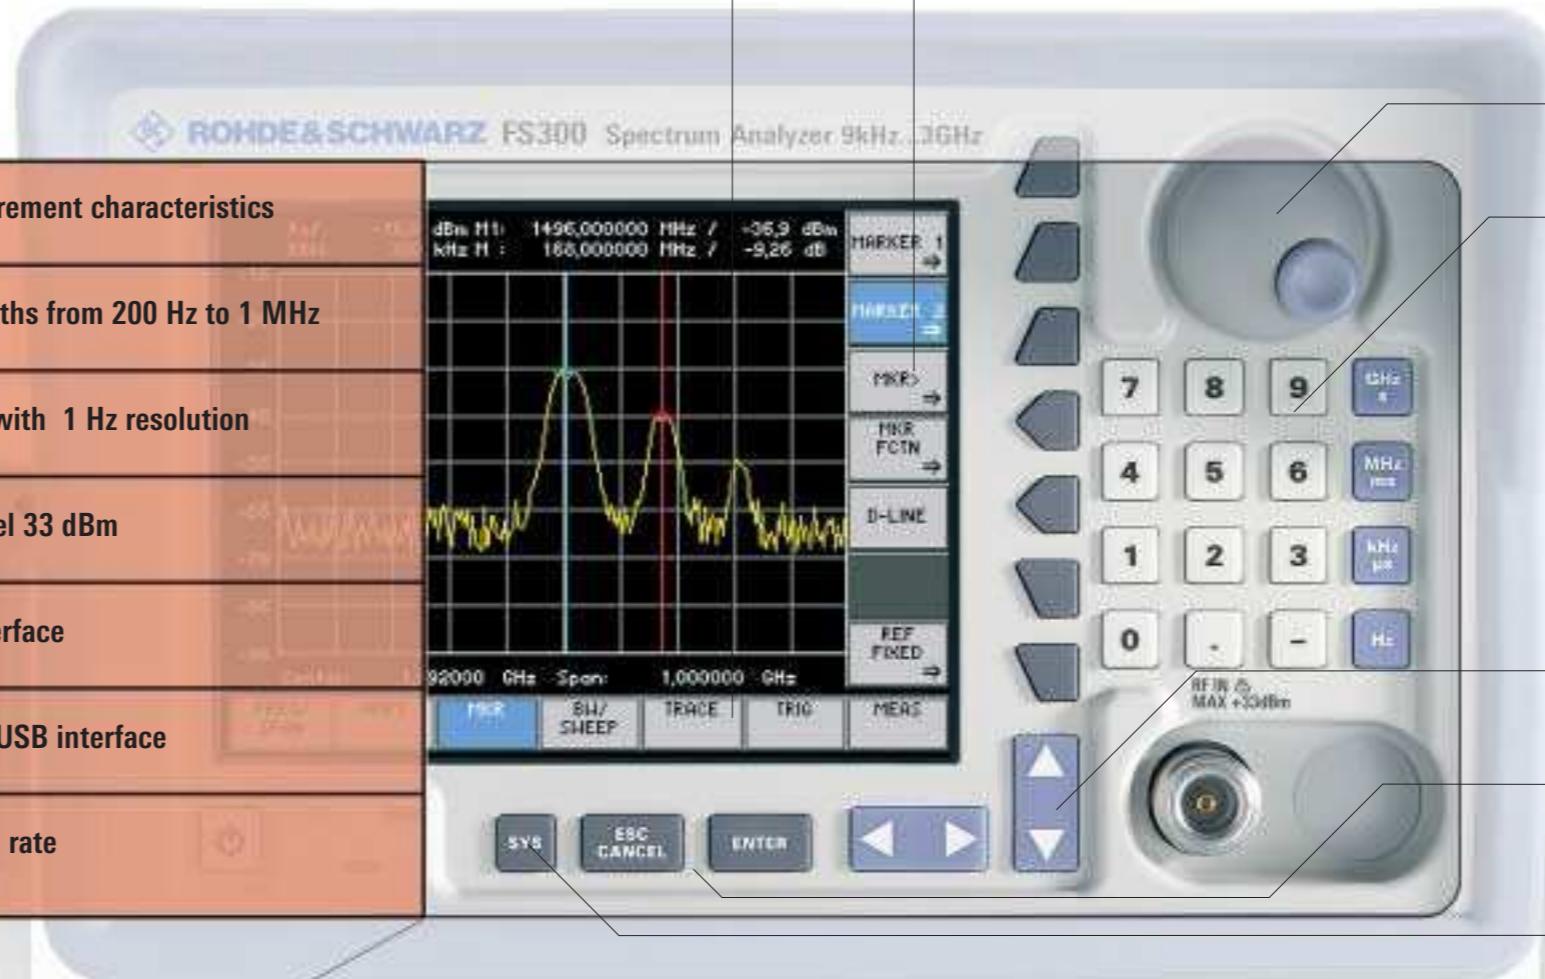 ROHDE&SCHWARZ FS300 Spectrum Analyzer 9kHz...3GHz
rement characteristics
ths from 200 Hz to 1 MHz
with 1 Hz resolution
el 33 dBm
erface
USB interface
rate
dBm M1: 1496,000000 MHz / -36,9 dBm
kHz M : 168,000000 MHz / -9,26 dB
MARKER 1
MARKER 2
MKR>
MKR
FCTN
D-LINE
REF
FIXED
92000 GHz Span: 1,000000 GHz
MKR
BW/
SWEEP
TRACE
TRIG
MEAS
SYS
ESC
CANCEL
ENTER
7 8 9 GHz
s
4 5 6 MHz
ms
1 2 3 kHz
µs
0 . - Hz
RF IN
MAX +33dBm